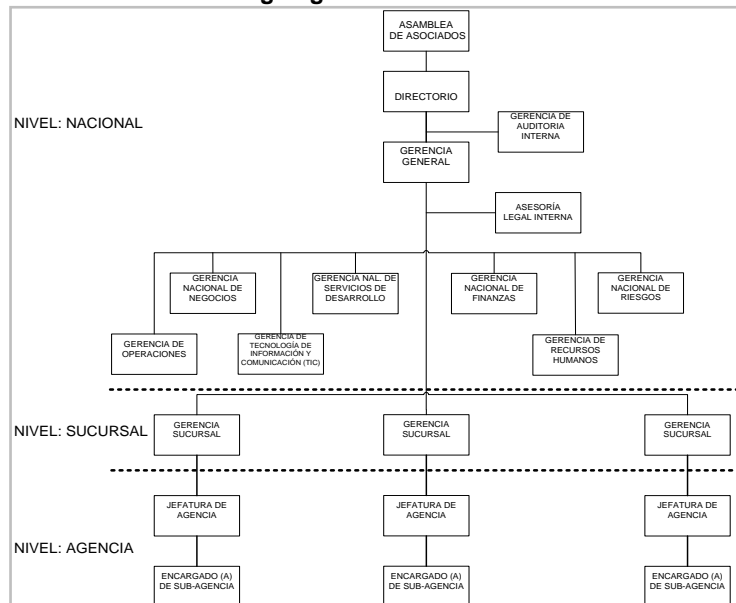 ASAMBLEA
DE ASOCIADOS
DIRECTORIO
NIVEL: NACIONAL
GERENCIA DE
AUDITORIA
INTERNA
GERENCIA
GENERAL
ASESORÍA
LEGAL INTERNA
GERENCIA
NACIONAL DE
NEGOCIOS
GERENCIA NAL. DE
SERVICIOS DE
DESARROLLO
GERENCIA
NACIONAL DE
FINANZAS
GERENCIA
NACIONAL DE
RIESGOS
GERENCIA DE
OPERACIONES
GERENCIA DE
TECNOLOGÍA DE
INFORMACIÓN Y
COMUNICACIÓN (TIC)
GERENCIA DE
RECURSOS
HUMANOS
NIVEL: SUCURSAL
GERENCIA
SUCURSAL
GERENCIA
SUCURSAL
GERENCIA
SUCURSAL
JEFATURA DE
AGENCIA
JEFATURA DE
AGENCIA
JEFATURA DE
AGENCIA
NIVEL: AGENCIA
ENCARGADO (A)
DE SUB-AGENCIA
ENCARGADO (A)
DE SUB-AGENCIA
ENCARGADO (A)
DE SUB-AGENCIA